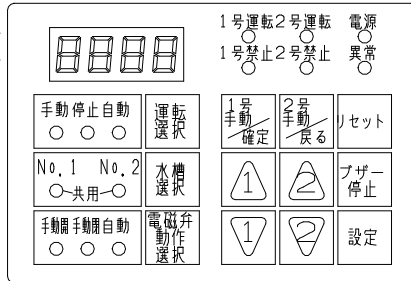 1号運転 2号運転 電源
1号禁止 2号禁止 異常
8888
手動 停止 自動
運転
選択
1号
手動
確定
2号
手動
戻る
リセット
No.1 No.2
共用
水槽
選択
1
2
ブザー
停止
手動開 手動閉 自動
電磁弁
動作
選択
1
2
設定